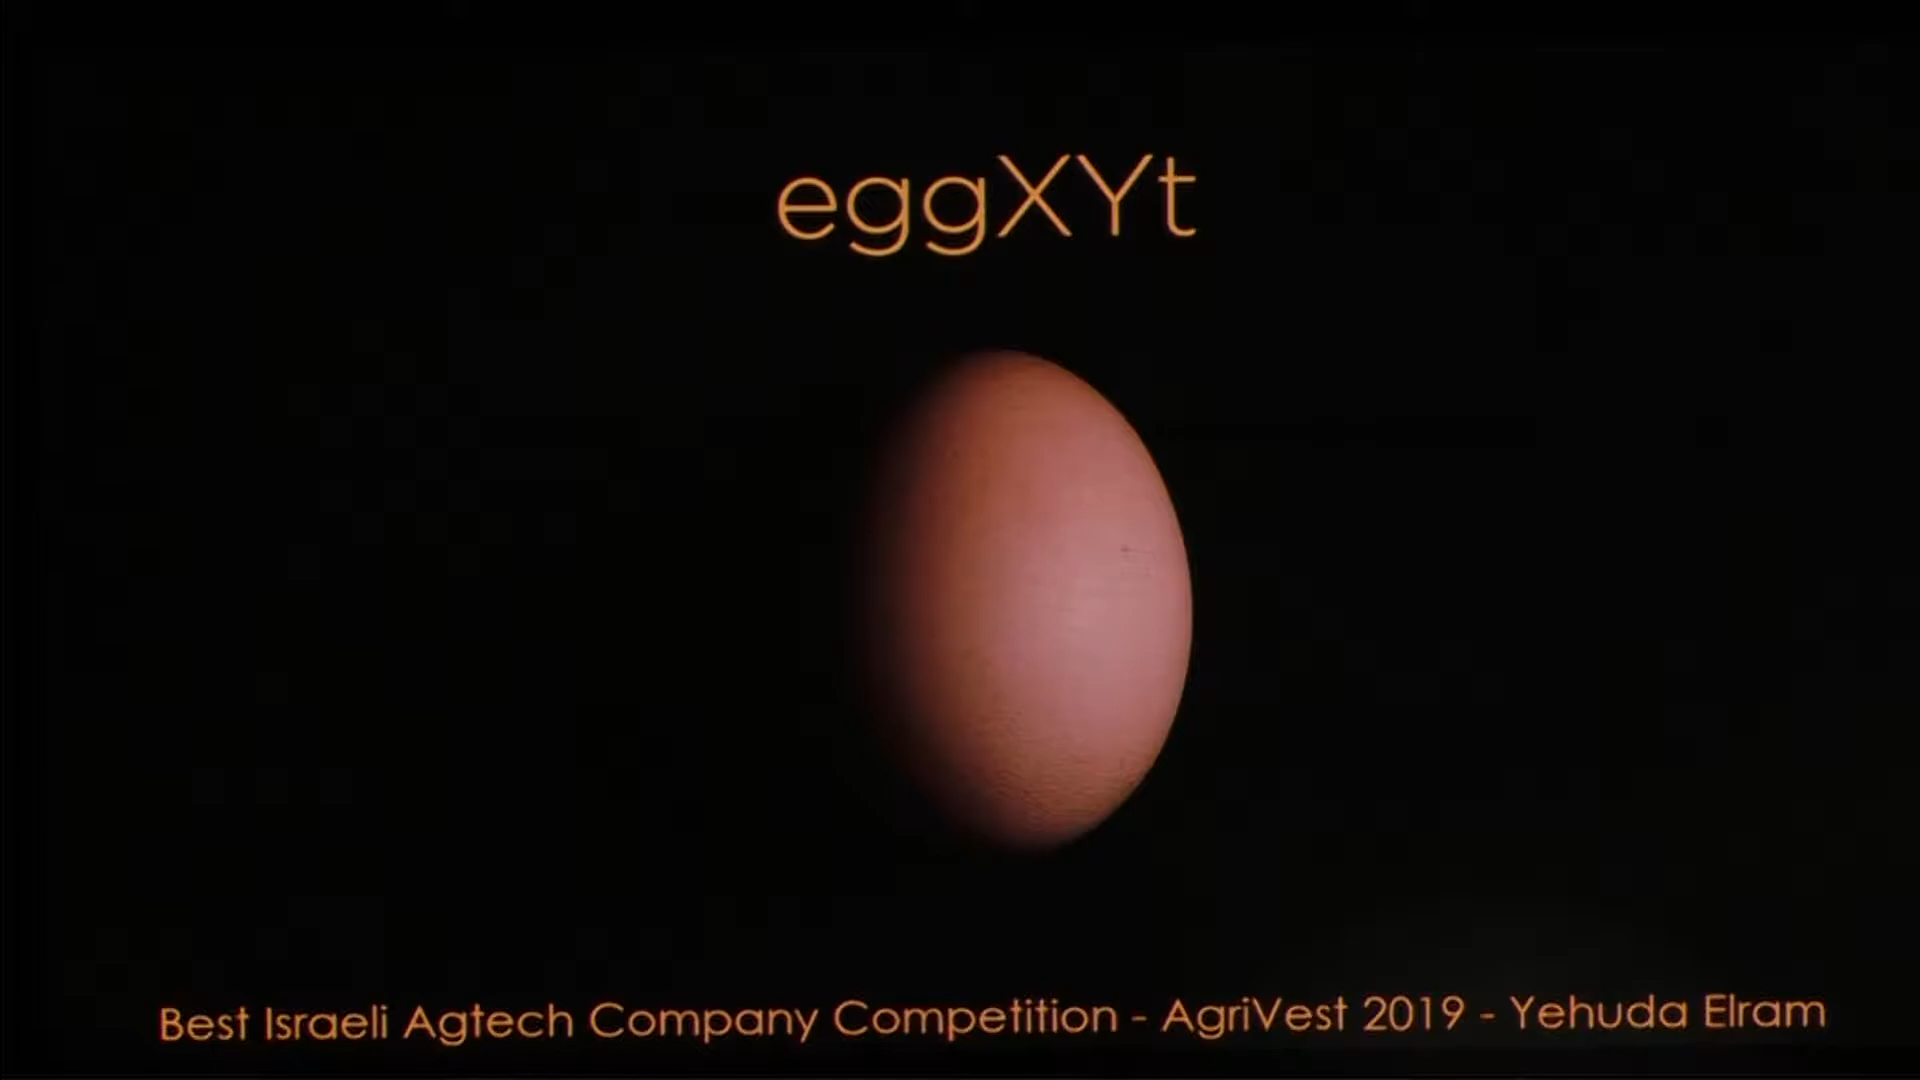 eggXYt
Best Israeli Agtech Company Competition - AgriVest 2019 - Yehuda Elram